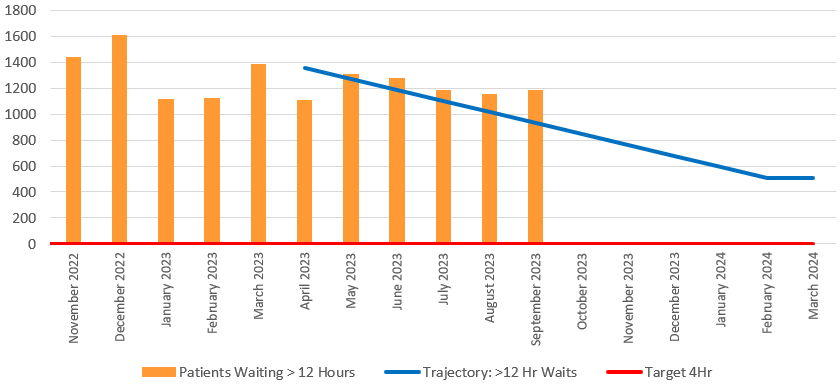 1800
1600
1400
1200
1000
800
600
400
200
0
November 2022
December 2022
January 2023
February 2023
March 2023
April 2023
May 2023
June 2023
July 2023
August 2023
September 2023
October 2023
November 2023
December 2023
January 2024
February 2024
March 2024
Patients Waiting > 12 Hours
Trajectory: >12 Hr Waits
Target 4Hr